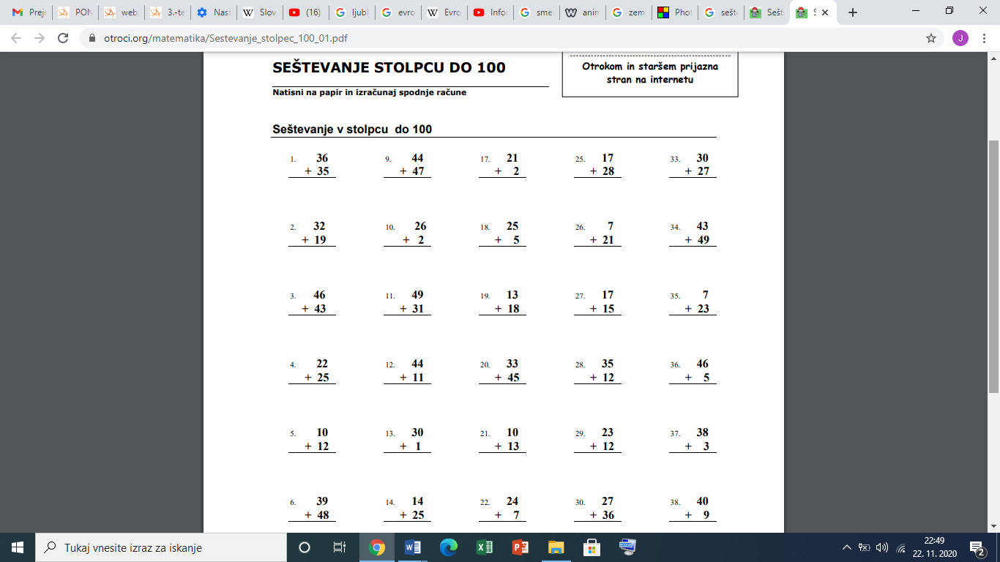 Preje
PON
web
3.-te
Nast
Slov
(16)
ljubl
evro
Evro
Infoc
sme
anin
zem
Phot
sešte
Sešt
S
otroci.org/matematika/Sestevanje_stolpec_100_01.pdf
J
SEŠTEVANJE STOLPCU DO 100
Otrokom in staršem prijazna
stran na internetu
Natisni na papir in izračunaj spodnje račune
Seštevanje v stolpcu do 100
1. 36 9. 44 17. 21 25. 17 33. 30
+ 35 + 47 + 2 + 28 + 27
2. 32 10. 26 18. 25 26. 7 34. 43
+ 19 + 2 + 5 + 21 + 49
3. 46 11. 49 19. 13 27. 17 35. 7
+ 43 + 31 + 18 + 15 + 23
4. 22 12. 44 20. 33 28. 35 36. 46
+ 25 + 11 + 45 + 12 + 5
5. 10 13. 30 21. 10 29. 23 37. 38
+ 12 + 1 + 13 + 12 + 3
6. 39 14. 14 22. 24 30. 27 38. 40
+ 48 + 25 + 7 + 36 + 9
Tukaj vnesite izraz za iskanje
22:49
22. 11. 2020
2